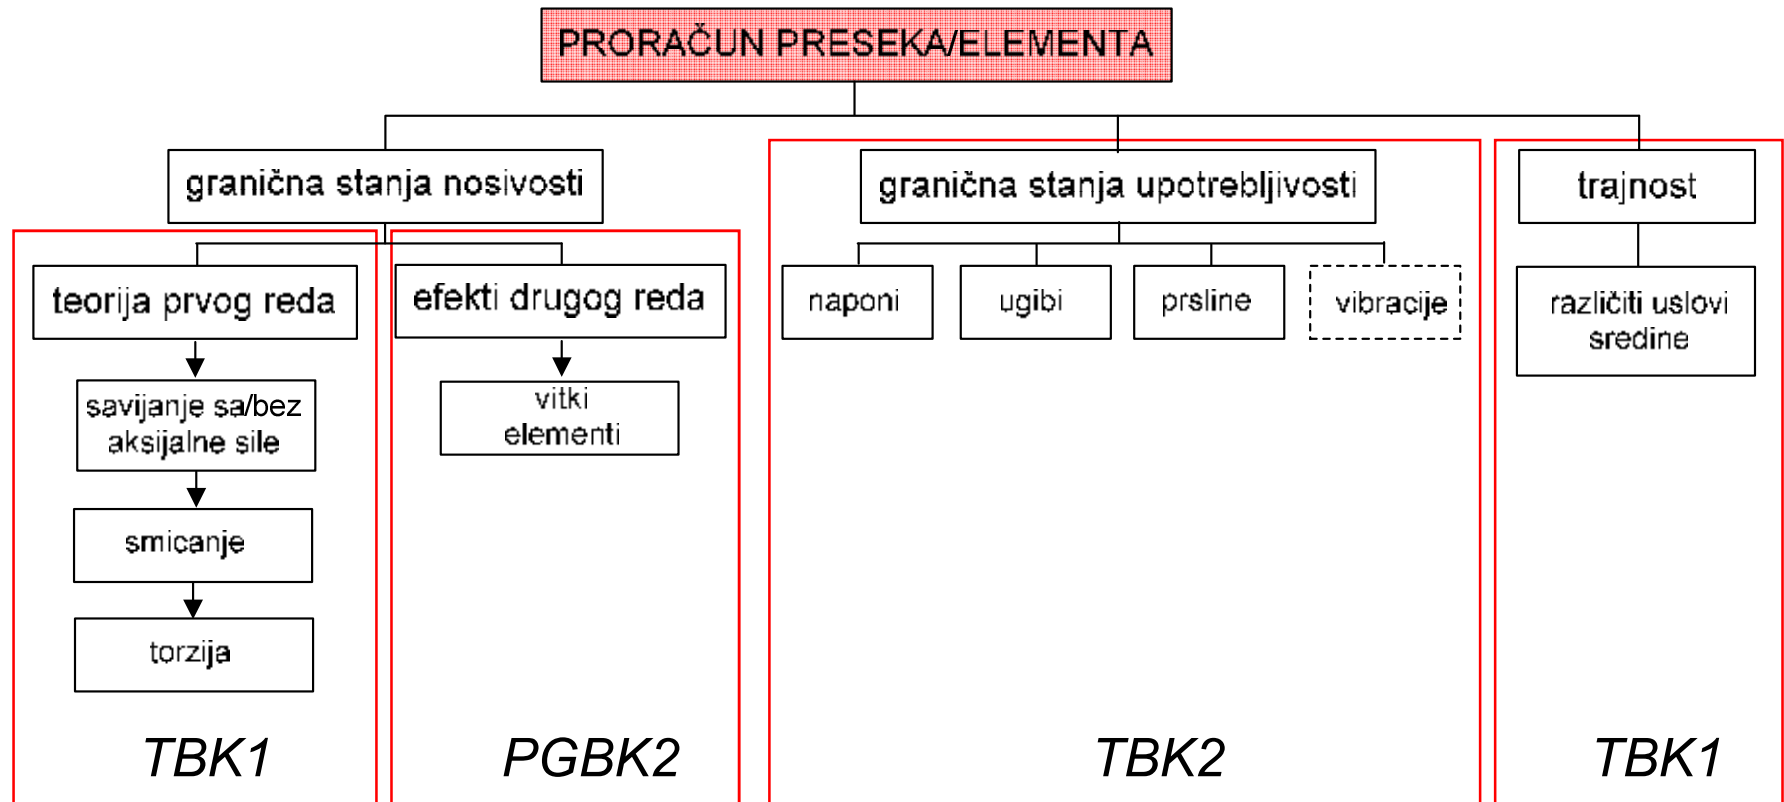 PRORAČUN PRESEKA/ELEMENTA
granična stanja nosivosti
granična stanja upotrebljivosti
trajnost
teorija prvog reda
efekti drugog reda
naponi
ugibi
prsline
vibracije
različiti uslovi
sredine
savijanje sa/bez
aksijalne sile
vitki
elementi
smicanje
torzija
TBK1
PGBK2
TBK2
TBK1